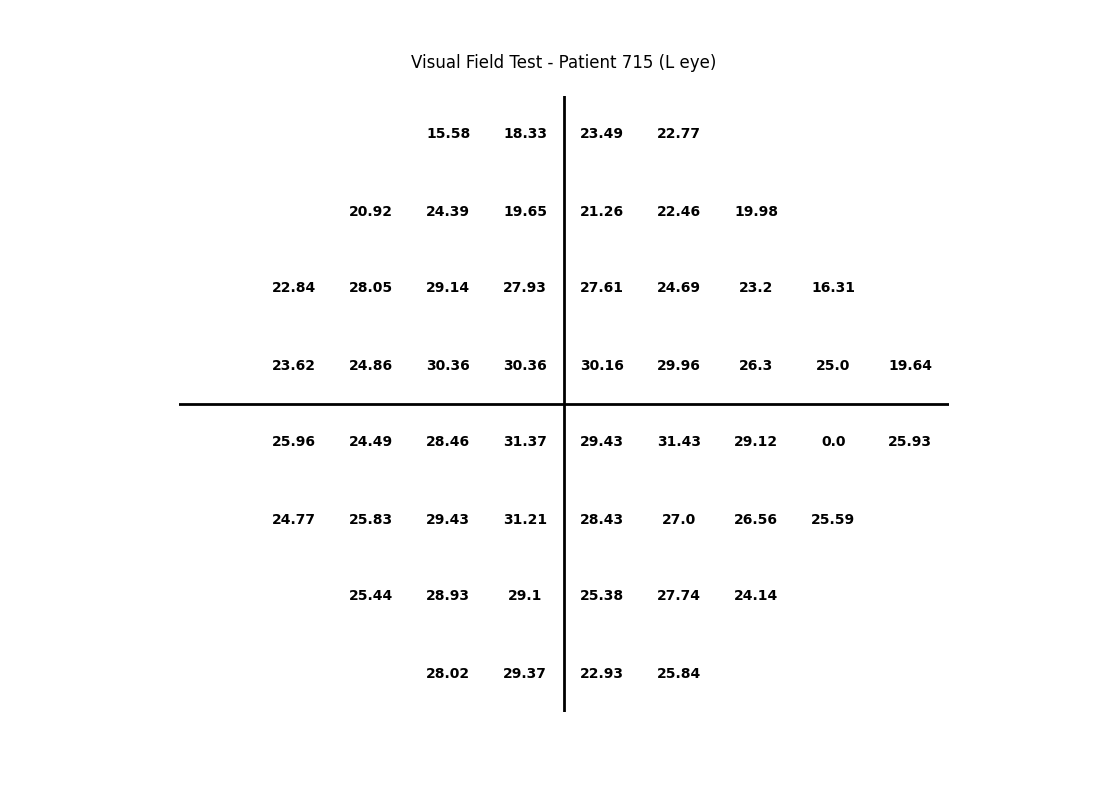 Visual Field Test - Patient 715 (L eye)
15.58 18.33 23.49 22.77
20.92 24.39 19.65 21.26 22.46 19.98
22.84 28.05 29.14 27.93 27.61 24.69 23.2 16.31
23.62 24.86 30.36 30.36 30.16 29.96 26.3 25.0 19.64
25.96 24.49 28.46 31.37 29.43 31.43 29.12 0.0 25.93
24.77 25.83 29.43 31.21 28.43 27.0 26.56 25.59
25.44 28.93 29.1 25.38 27.74 24.14
28.02 29.37 22.93 25.84